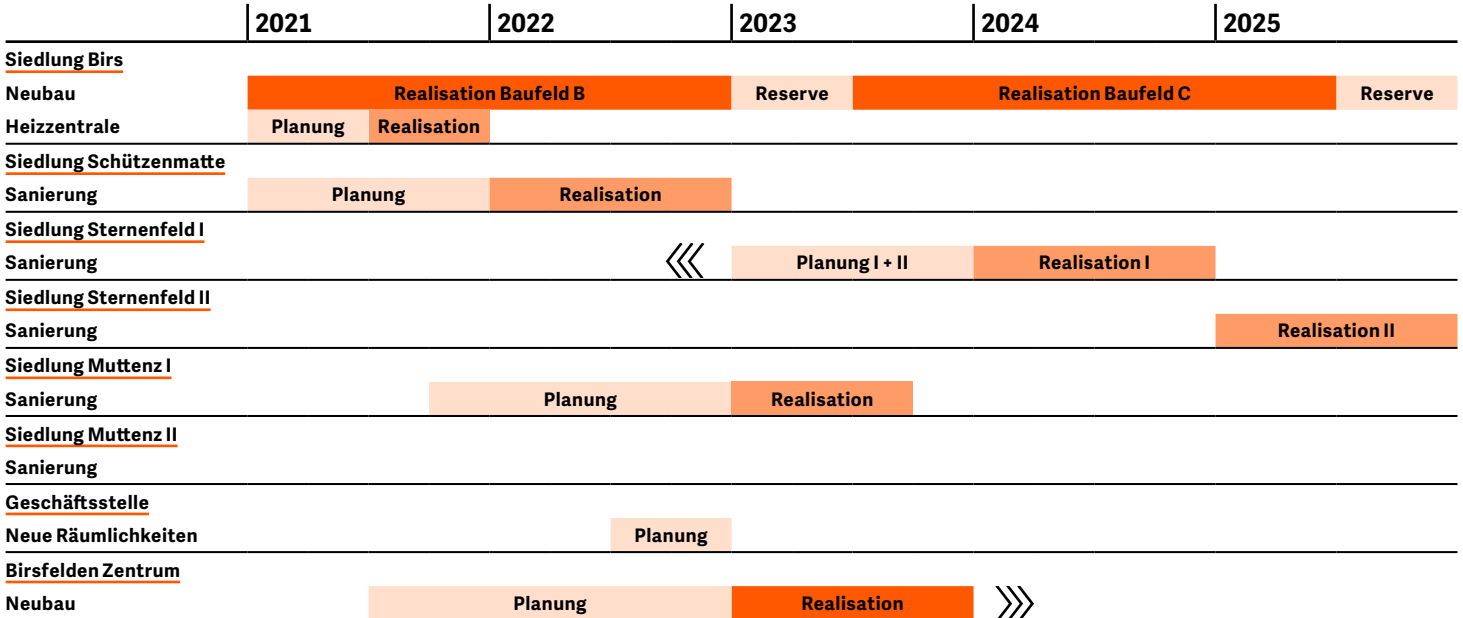 2021 2022 2023 2024 2025
Siedlung Birs
Neubau Realisation Baufeld B Reserve Realisation Baufeld C Reserve
Heizzentrale Planung Realisation
Siedlung Schützenmatte
Sanierung Planung Realisation
Siedlung Sternenfeld I
Sanierung Planung I + II Realisation I
Siedlung Sternenfeld II
Sanierung Realisation II
Siedlung Muttenz I
Sanierung Planung Realisation
Siedlung Muttenz II
Sanierung
Geschäftsstelle
Neue Räumlichkeiten Planung
Birsfelden Zentrum
Neubau Planung Realisation